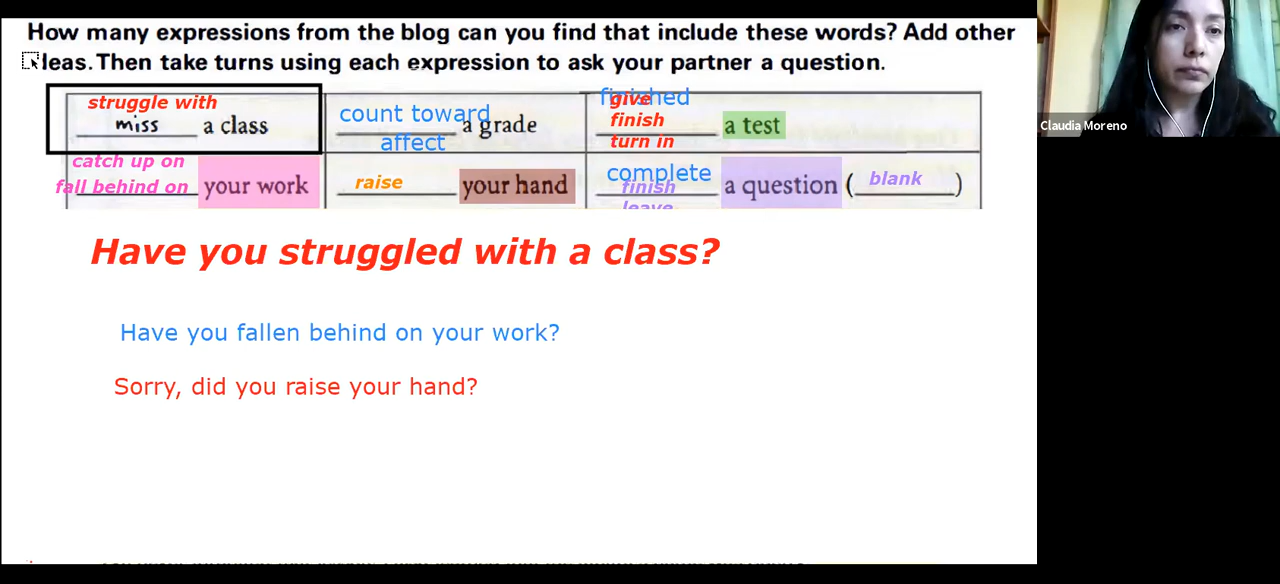 How many expressions from the blog can you find that include these words? Add other
deas. Then take turns using each expression to ask your partner a question.
struggle with
miss a class
count toward
a grade
affect
finished
give
finish
turn in
a test
catch up on
fall behind on your work
raise your hand
complete
finish
leave
a question (blank)
Have you struggled with a class?
Have you fallen behind on your work?
Sorry, did you raise your hand?
Claudia Moreno